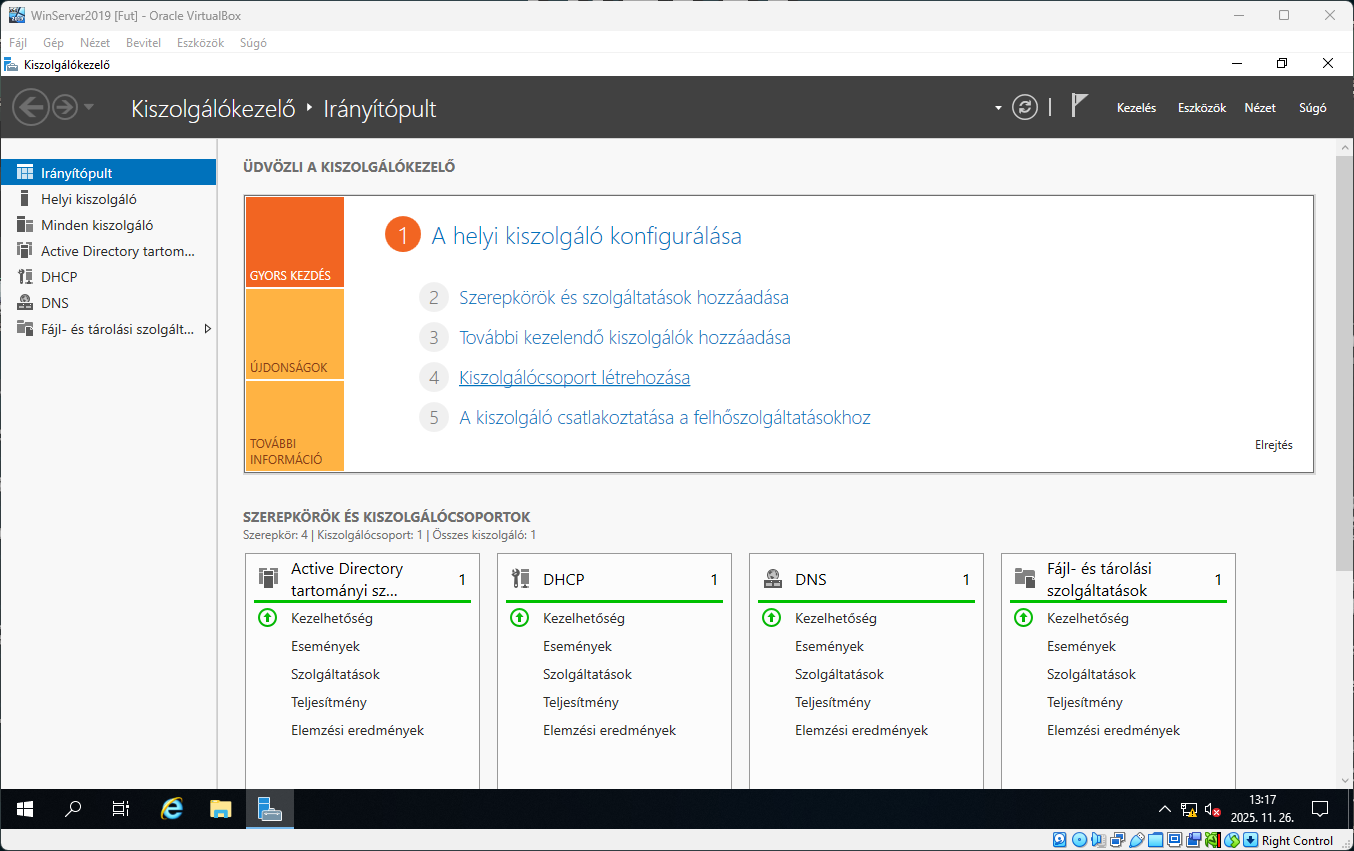 WinServer2019 [Fut] - Oracle VirtualBox
Fájl Gép Nézet Bevitel Eszközök Súgó
Kiszolgálókezelő
Kiszolgálókezelő Irányítópult
Kezelés Eszközök Nézet Súgó
Irányítópult
Helyi kiszolgáló
Minden kiszolgáló
Active Directory tartom...
DHCP
DNS
Fájl- és tárolási szolgált...
ÜDVÖZLI A KISZOLGÁLÓKEZELŐ
GYORS KEZDÉS
ÚJDONSÁGOK
TOVÁBBI
INFORMÁCIÓ
1 A helyi kiszolgáló konfigurálása
2 Szerepkörök és szolgáltatások hozzáadása
3 További kezelendő kiszolgálók hozzáadása
4 Kiszolgálócsoport létrehozása
5 A kiszolgáló csatlakoztatása a felhőszolgáltatásokhoz
Elrejtés
SZEREPKÖRÖK ÉS KISZOLGÁLÓCSOPORTOK
Szerepkör: 4 | Kiszolgálócsoport: 1 | Összes kiszolgáló: 1
Active Directory
tartományi sz... 1
Kezelhetőség
Események
Szolgáltatások
Teljesítmény
Elemzési eredmények
DHCP 1
Kezelhetőség
Események
Szolgáltatások
Teljesítmény
Elemzési eredmények
DNS 1
Kezelhetőség
Események
Szolgáltatások
Teljesítmény
Elemzési eredmények
Fájl- és tárolási
szolgáltatások 1
Kezelhetőség
Események
Szolgáltatások
Teljesítmény
Elemzési eredmények
13:17
2025. 11. 26.
Right Control